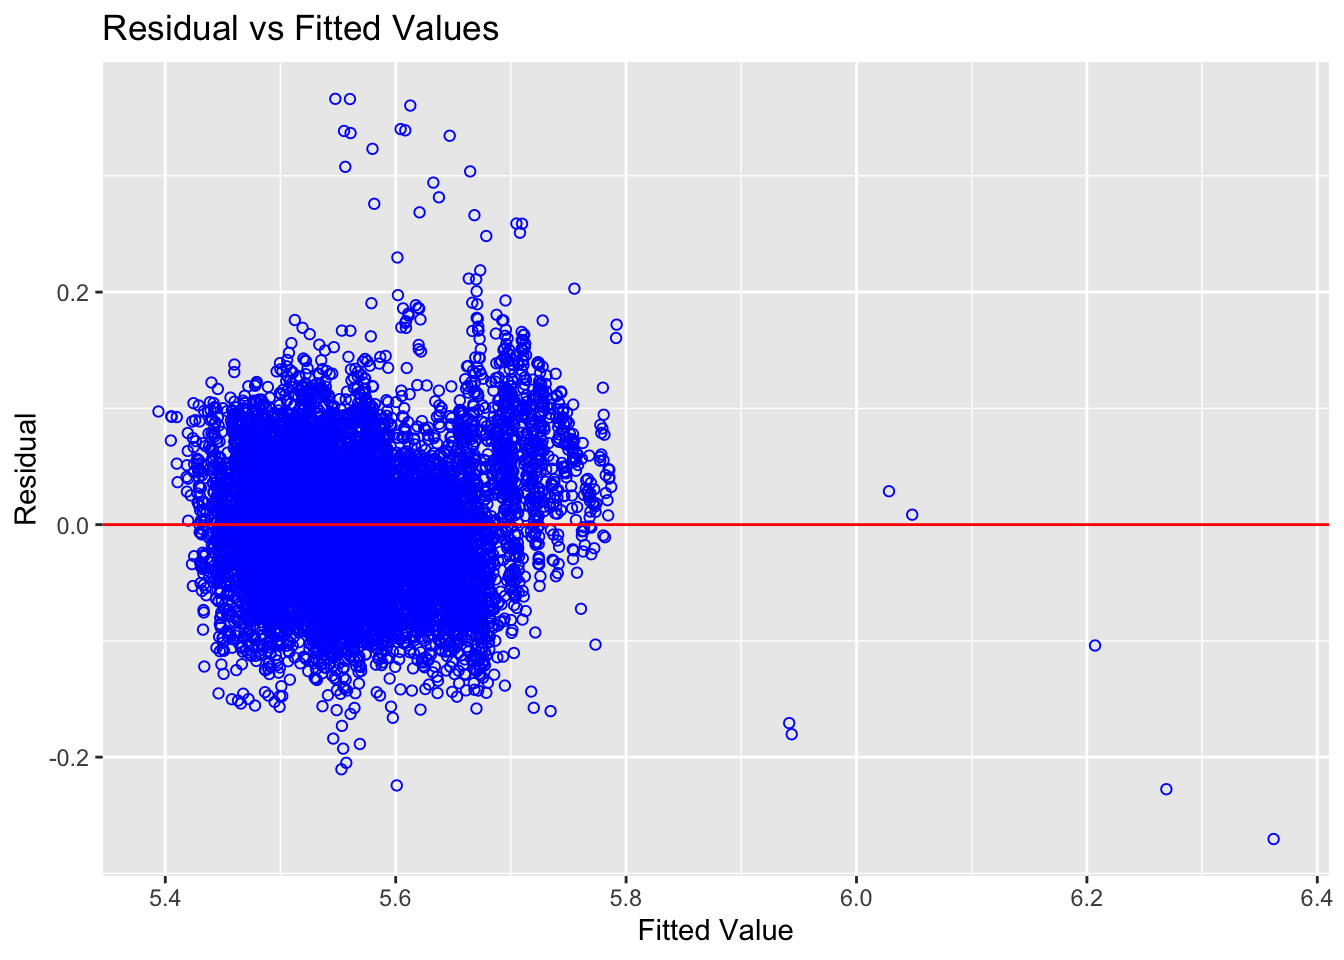 Residual vs Fitted Values
Residual
0.2
0.0
-0.2
5.4 5.6 5.8 6.0 6.2 6.4
Fitted Value